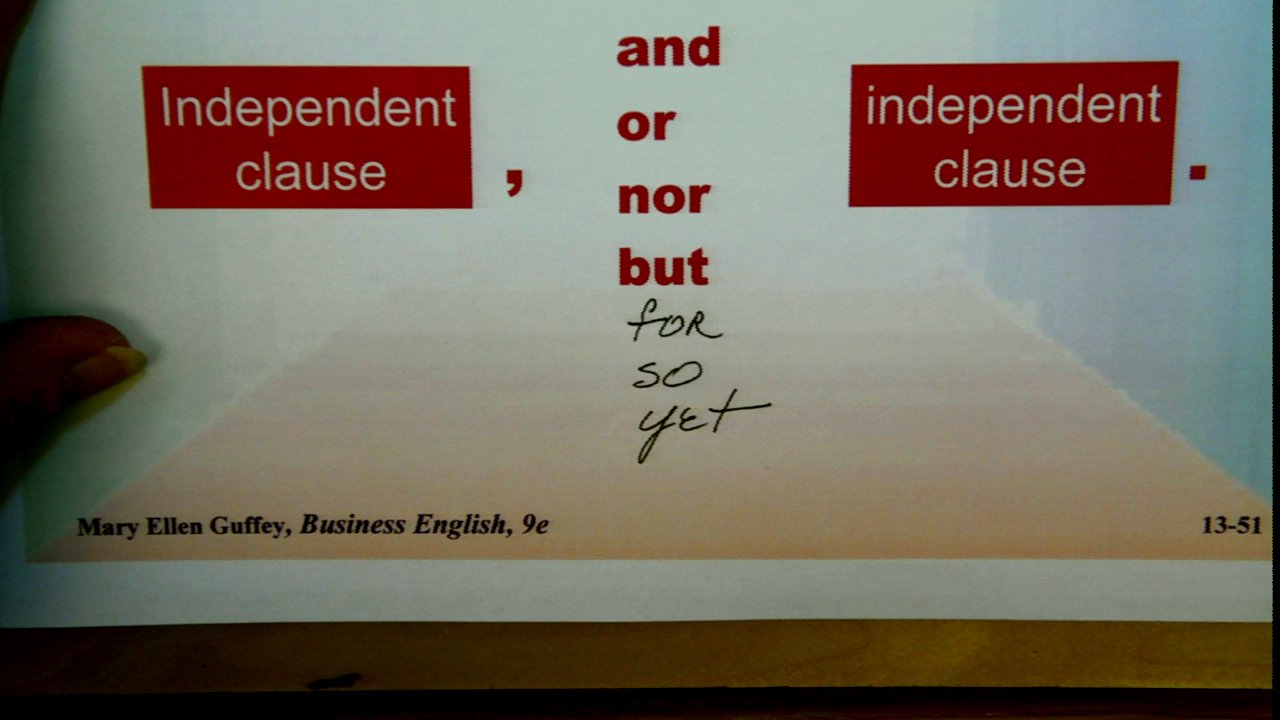 Independent
clause
,
and
or
nor
but
for
so
yet
independent
clause
.
Mary Ellen Guffey, Business English, 9e
13-51